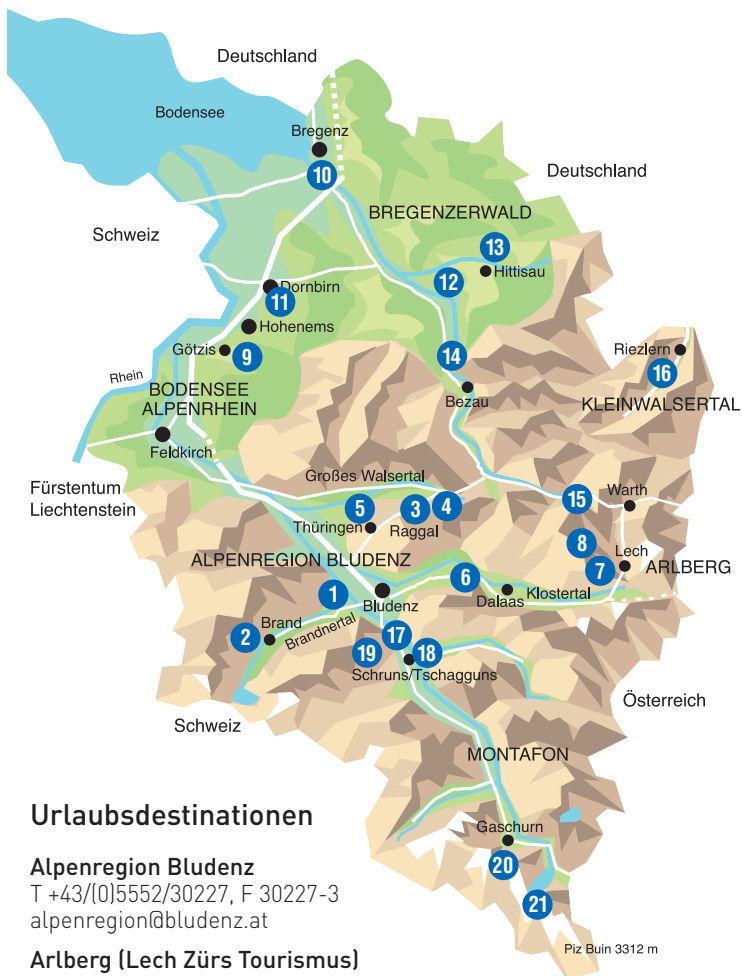 Deutschland
Bodensee
Bregenz
10
Deutschland
BREGENZERWALD
Schweiz
13
Hittisau
12
Dornbirn
11
Hohenems
Götzis
9
14
Riezlern
16
Rhein
BODENSEE
ALPENRHEIN
Bezau
KLEINWALSERTAL
Feldkirch
Großes Walsertal
Fürstentum
Liechtenstein
5
3
4
15
Warth
Thüringen
Raggal
8
Lech
7
ARLBERG
ALPENREGION BLUDENZ
6
1
Bludenz
Dalaas
Klostertal
Brand
Brandnertal
2
17
19
18
Schruns/Tschagguns
Österreich
Schweiz
MONTAFON
Gaschurn
20
21
Piz Buin 3312 m
Urlaubsdestinationen
Alpenregion Bludenz
T +43/(0)5552/30227, F 30227-3
alpenregion@bludenz.at
Arlberg (Lech Zürs Tourismus)